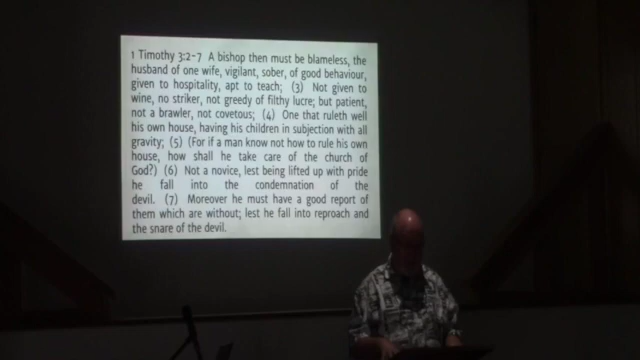 1 Timothy 3:2-7 A bishop then must be blameless, the
husband of one wife, vigilant, sober, of good behaviour,
given to hospitality, apt to teach; (3) Not given to
wine, no striker, not greedy of filthy lucre; but patient,
not a brawler, not covetous; (4) One that ruleth well
his own house, having his children in subjection with all
gravity; (5) (For if a man know not how to rule his own
house, how shall he take care of the church of
God?) (6) Not a novice, lest being lifted up with pride
he fall into the condemnation of the
devil. (7) Moreover he must have a good report of
them which are without; lest he fall into reproach and
the snare of the devil.